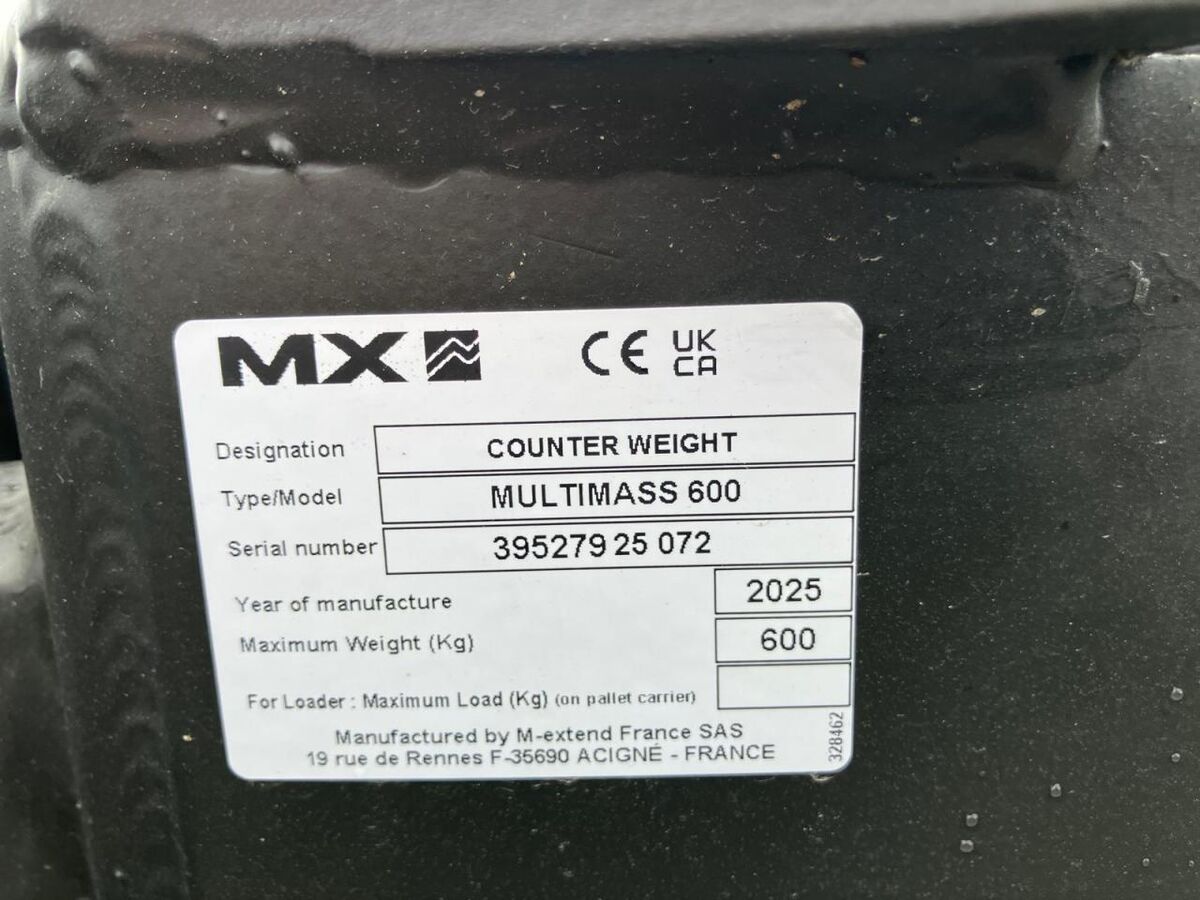 MX CE UK
CA
Designation COUNTER WEIGHT
Type/Model MULTIMASS 600
Serial number 395279 25 072
Year of manufacture 2025
Maximum Weight (Kg) 600
For Loader : Maximum Load (Kg) (on pallet carrier)
Manufactured by M-extend France SAS
19 rue de Rennes F-35690 ACIGNÉ - FRANCE
328462